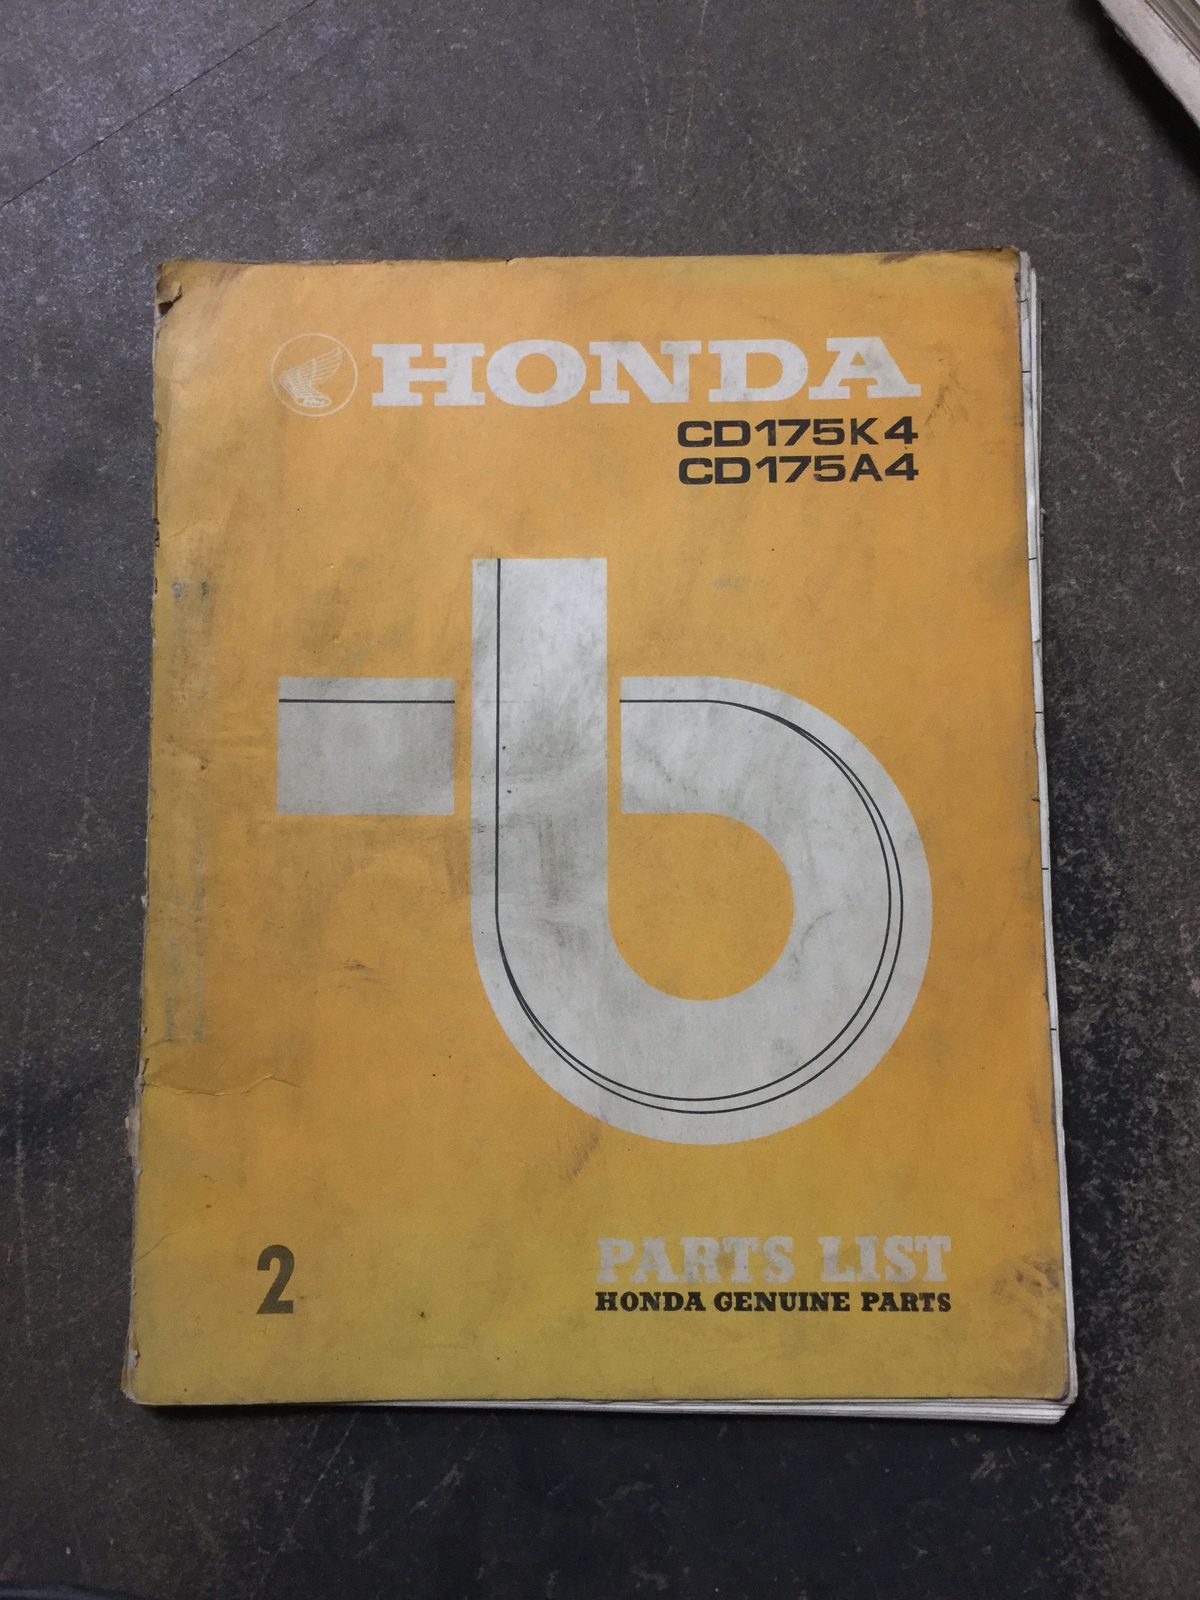 HONDA
CD175K4
CD175A4
2
PARTS LIST
HONDA GENUINE PARTS